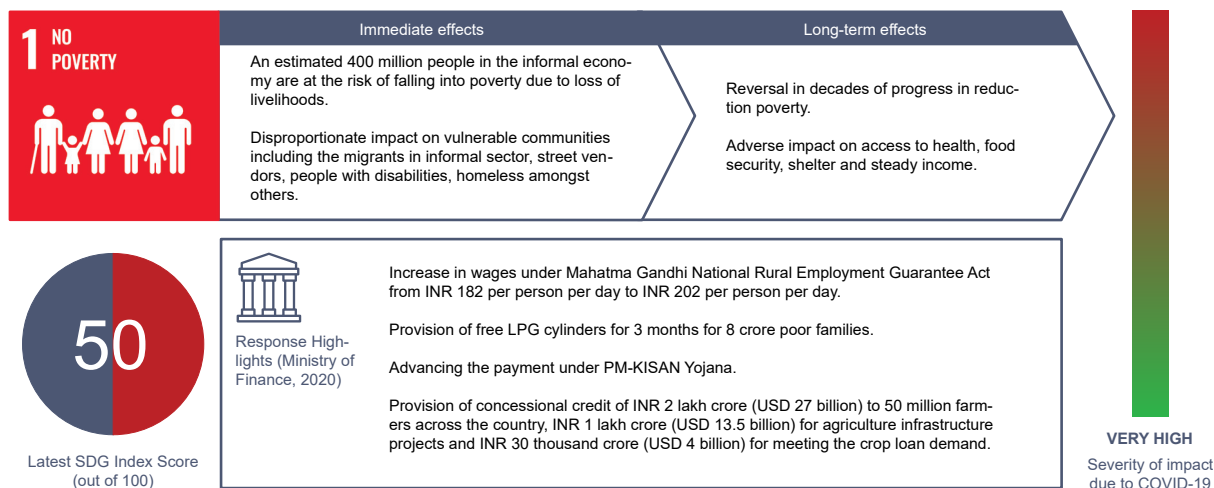 1 NO
POVERTY
Immediate effects
An estimated 400 million people in the informal econo-
my are at the risk of falling into poverty due to loss of
livelihoods.
Disproportionate impact on vulnerable communities
including the migrants in informal sector, street ven-
dors, people with disabilities, homeless amongst
others.
Long-term effects
Reversal in decades of progress in reduc-
tion poverty.
Adverse impact on access to health, food
security, shelter and steady income.
50
Latest SDG Index Score
(out of 100)
Response High-
lights (Ministry of
Finance, 2020)
Increase in wages under Mahatma Gandhi National Rural Employment Guarantee Act
from INR 182 per person per day to INR 202 per person per day.
Provision of free LPG cylinders for 3 months for 8 crore poor families.
Advancing the payment under PM-KISAN Yojana.
Provision of concessional credit of INR 2 lakh crore (USD 27 billion) to 50 million farm-
ers across the country, INR 1 lakh crore (USD 13.5 billion) for agriculture infrastructure
projects and INR 30 thousand crore (USD 4 billion) for meeting the crop loan demand.
VERY HIGH
Severity of impact
due to COVID-19